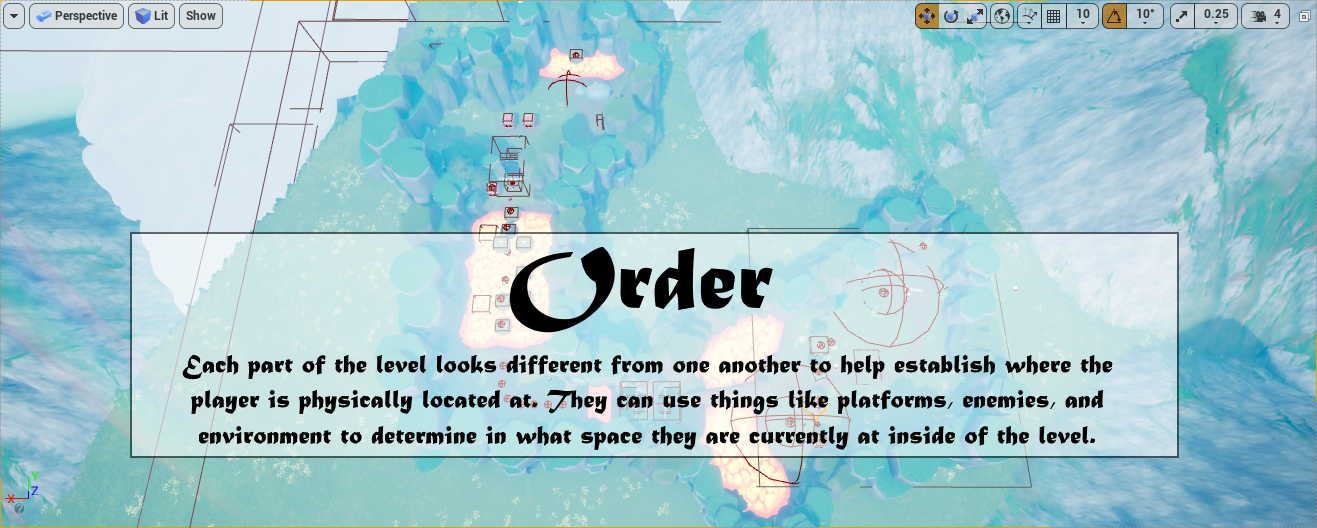 Perspective Lit Show 10 10° 0.25 4
Order
Each part of the level looks different from one another to help establish where the
player is physically located at. They can use things like platforms, enemies, and
environment to determine in what space they are currently at inside of the level.
Y
X Z
?